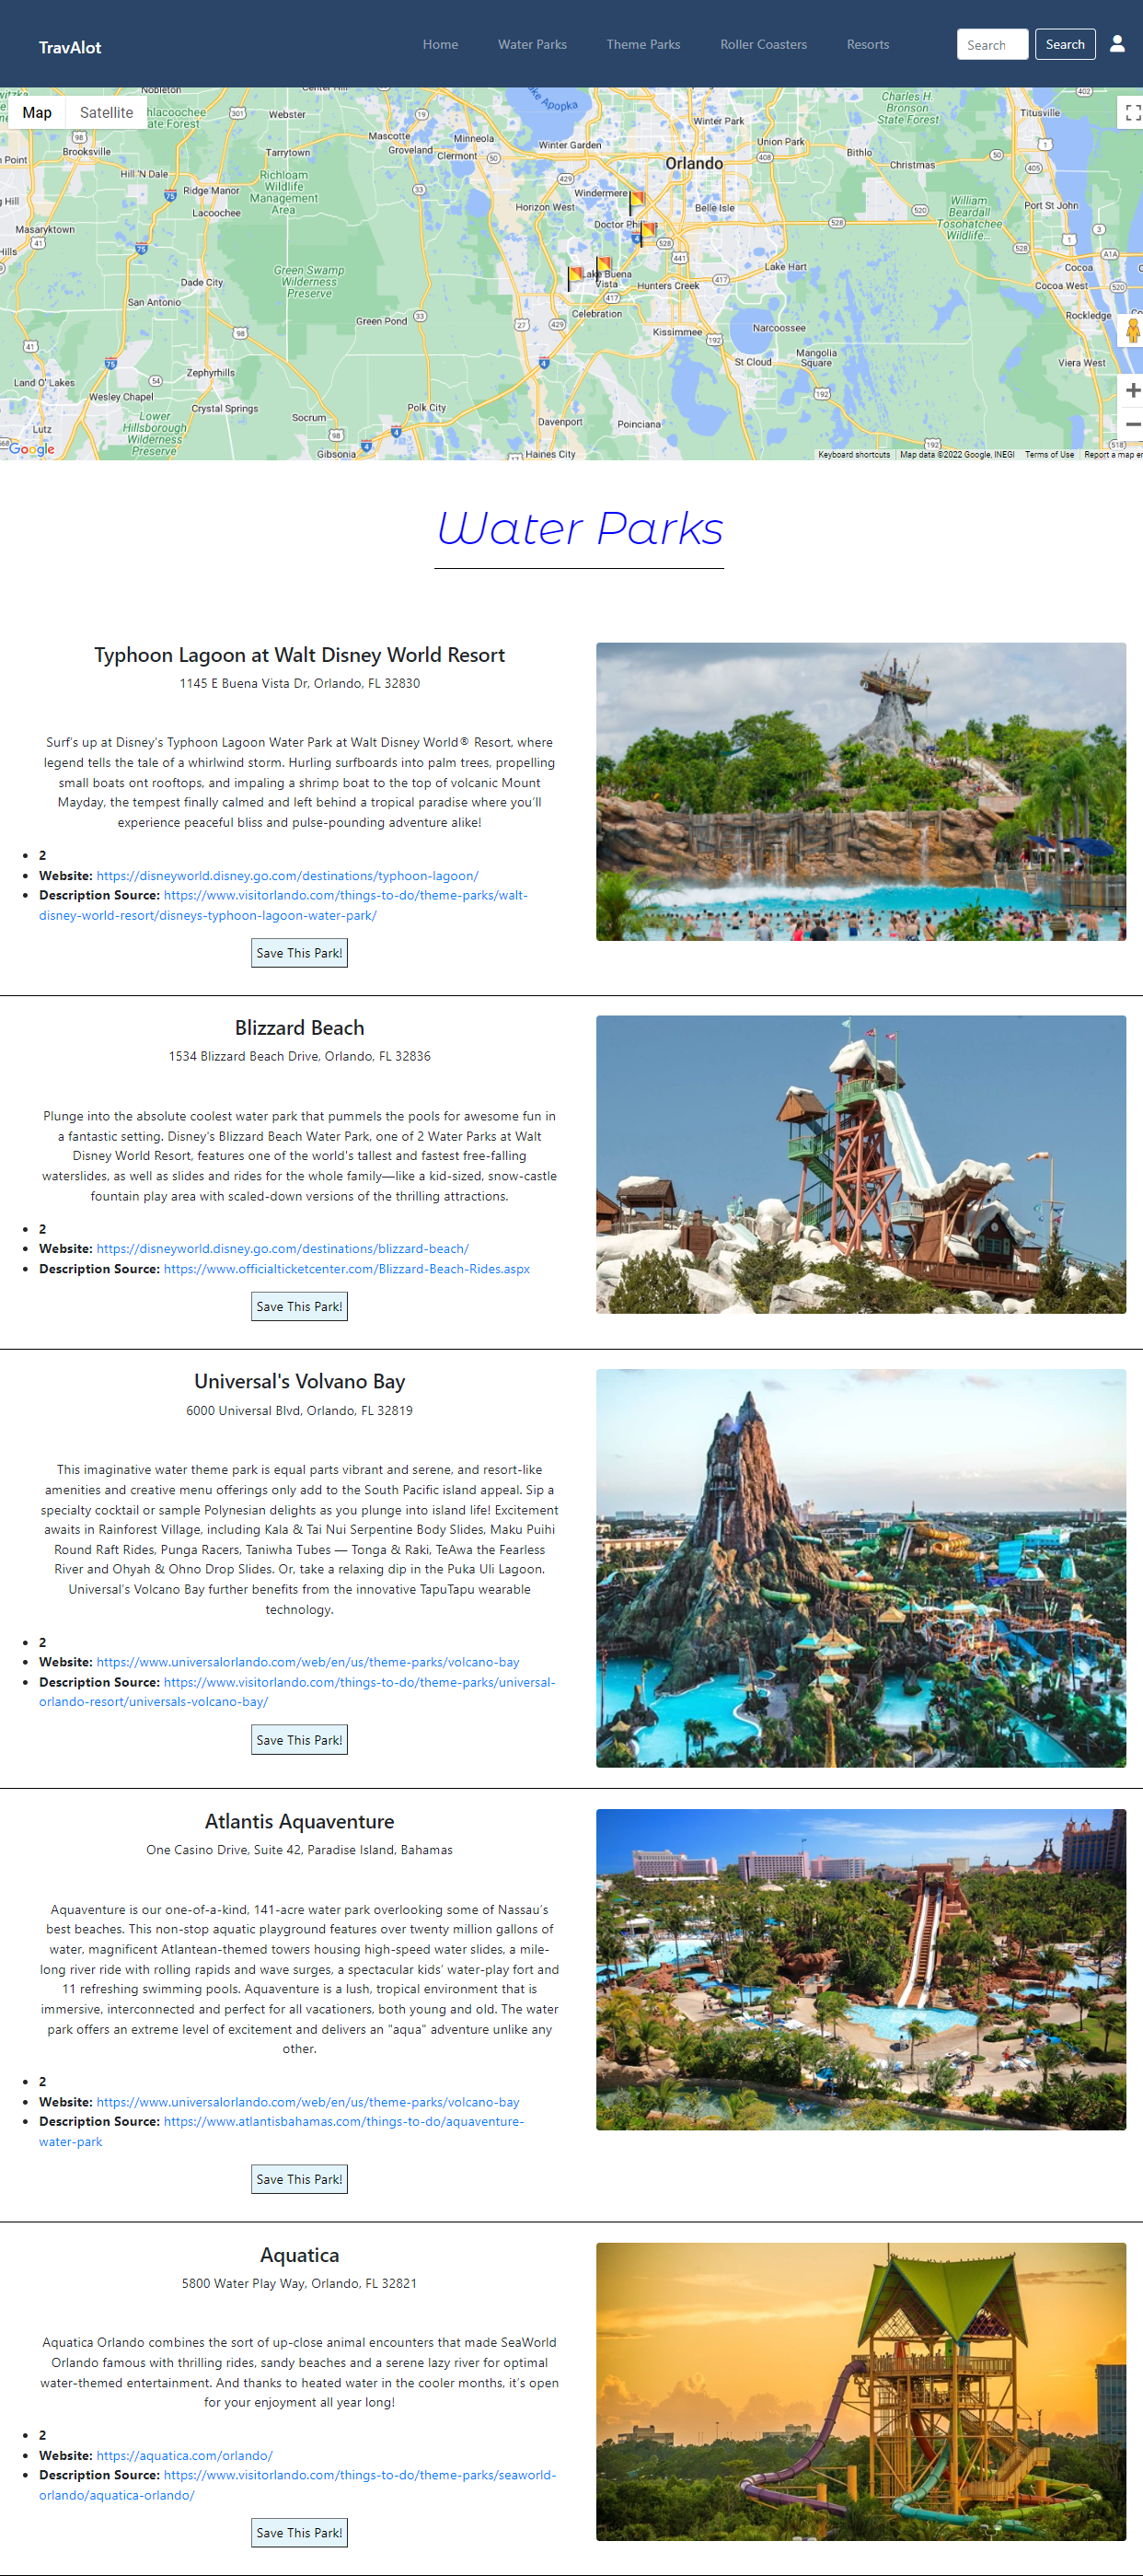 TravAlot
Home
Water Parks
Theme Parks
Roller Coasters
Resorts
Search
Search
Map
Satellite
Nobleton
Webster
Center Hill
Lake Apopka
Charles H.
Bronson
State Forest
Titusville
Brooksville
Tarrytown
Mascotte
Groveland
Minneola
Clermont
Winter Garden
Winter Park
Union Park
Bithlo
Christmas
Orlando
Hill 'N Dale
Ridge Manor
Lacoochee
Richloam
Wildlife
Management
Area
Windermere
Horizon West
Belle Isle
William
Beardall
Tosohatchee
Wildlife...
Port St John
Masaryktown
Dade City
San Antonio
Green Swamp
Wilderness
Preserve
Green Pond
Lake Buena
Vista
Hunters Creek
Lake Hart
Celebration
Kissimmee
Narcoossee
Cocoa
Cocoa West
Rockledge
St Cloud
Mangolia
Square
Viera West
Land O' Lakes
Zephyrhills
Wesley Chapel
Crystal Springs
Socrum
Polk City
Davenport
Poinciana
Lutz
Lower
Hillsborough
Wilderness
Preserve
Gibsonia
Haines City
Google
Keyboard shortcuts
Map data ©2022 Google, INEGI
Terms of Use
Report a map er
Water Parks
Typhoon Lagoon at Walt Disney World Resort
1145 E Buena Vista Dr, Orlando, FL 32830
Surf's up at Disney's Typhoon Lagoon Water Park at Walt Disney World® Resort, where
legend tells the tale of a whirlwind storm. Hurling surfboards into palm trees, propelling
small boats ont rooftops, and impaling a shrimp boat to the top of volcanic Mount
Mayday, the tempest finally calmed and left behind a tropical paradise where you'll
experience peaceful bliss and pulse-pounding adventure alike!
• 2
• Website: https://disneyworld.disney.go.com/destinations/typhoon-lagoon/
• Description Source: https://www.visitorlando.com/things-to-do/theme-parks/walt-
disney-world-resort/disneys-typhoon-lagoon-water-park/
Save This Park!
Blizzard Beach
1534 Blizzard Beach Drive, Orlando, FL 32836
Plunge into the absolute coolest water park that pummels the pools for awesome fun in
a fantastic setting. Disney's Blizzard Beach Water Park, one of 2 Water Parks at Walt
Disney World Resort, features one of the world's tallest and fastest free-falling
waterslides, as well as slides and rides for the whole family—like a kid-sized, snow-castle
fountain play area with scaled-down versions of the thrilling attractions.
• 2
• Website: https://disneyworld.disney.go.com/destinations/blizzard-beach/
• Description Source: https://www.officialticketcenter.com/Blizzard-Beach-Rides.aspx
Save This Park!
Universal's Volvano Bay
6000 Universal Blvd, Orlando, FL 32819
This imaginative water theme park is equal parts vibrant and serene, and resort-like
amenities and creative menu offerings only add to the South Pacific island appeal. Sip a
specialty cocktail or sample Polynesian delights as you plunge into island life! Excitement
awaits in Rainforest Village, including Kala & Tai Nui Serpentine Body Slides, Maku Puihi
Round Raft Rides, Punga Racers, Taniwha Tubes — Tonga & Raki, TeAwa the Fearless
River and Ohyah & Ohno Drop Slides. Or, take a relaxing dip in the Puka Uli Lagoon.
Universal's Volcano Bay further benefits from the innovative TapuTapu wearable
technology.
• 2
• Website: https://www.universalorlando.com/web/en/us/theme-parks/volcano-bay
• Description Source: https://www.visitorlando.com/things-to-do/theme-parks/universal-
orlando-resort/universals-volcano-bay/
Save This Park!
Atlantis Aquaventure
One Casino Drive, Suite 42, Paradise Island, Bahamas
Aquaventure is our one-of-a-kind, 141-acre water park overlooking some of Nassau's
best beaches. This non-stop aquatic playground features over twenty million gallons of
water, magnificent Atlantean-themed towers housing high-speed water slides, a mile-
long river ride with rolling rapids and wave surges, a spectacular kids' water-play fort and
11 refreshing swimming pools. Aquaventure is a lush, tropical environment that is
immersive, interconnected and perfect for all vacationers, both young and old. The water
park offers an extreme level of excitement and delivers an "aqua" adventure unlike any
other.
• 2
• Website: https://www.universalorlando.com/web/en/us/theme-parks/volcano-bay
• Description Source: https://www.atlantisbahamas.com/things-to-do/aquaventure-
water-park
Save This Park!
Aquatica
5800 Water Play Way, Orlando, FL 32821
Aquatica Orlando combines the sort of up-close animal encounters that made SeaWorld
Orlando famous with thrilling rides, sandy beaches and a serene lazy river for optimal
water-themed entertainment. And thanks to heated water in the cooler months, it's open
for your enjoyment all year long!
• 2
• Website: https://aquatica.com/orlando/
• Description Source: https://www.visitorlando.com/things-to-do/theme-parks/seaworld-
orlando/aquatica-orlando/
Save This Park!